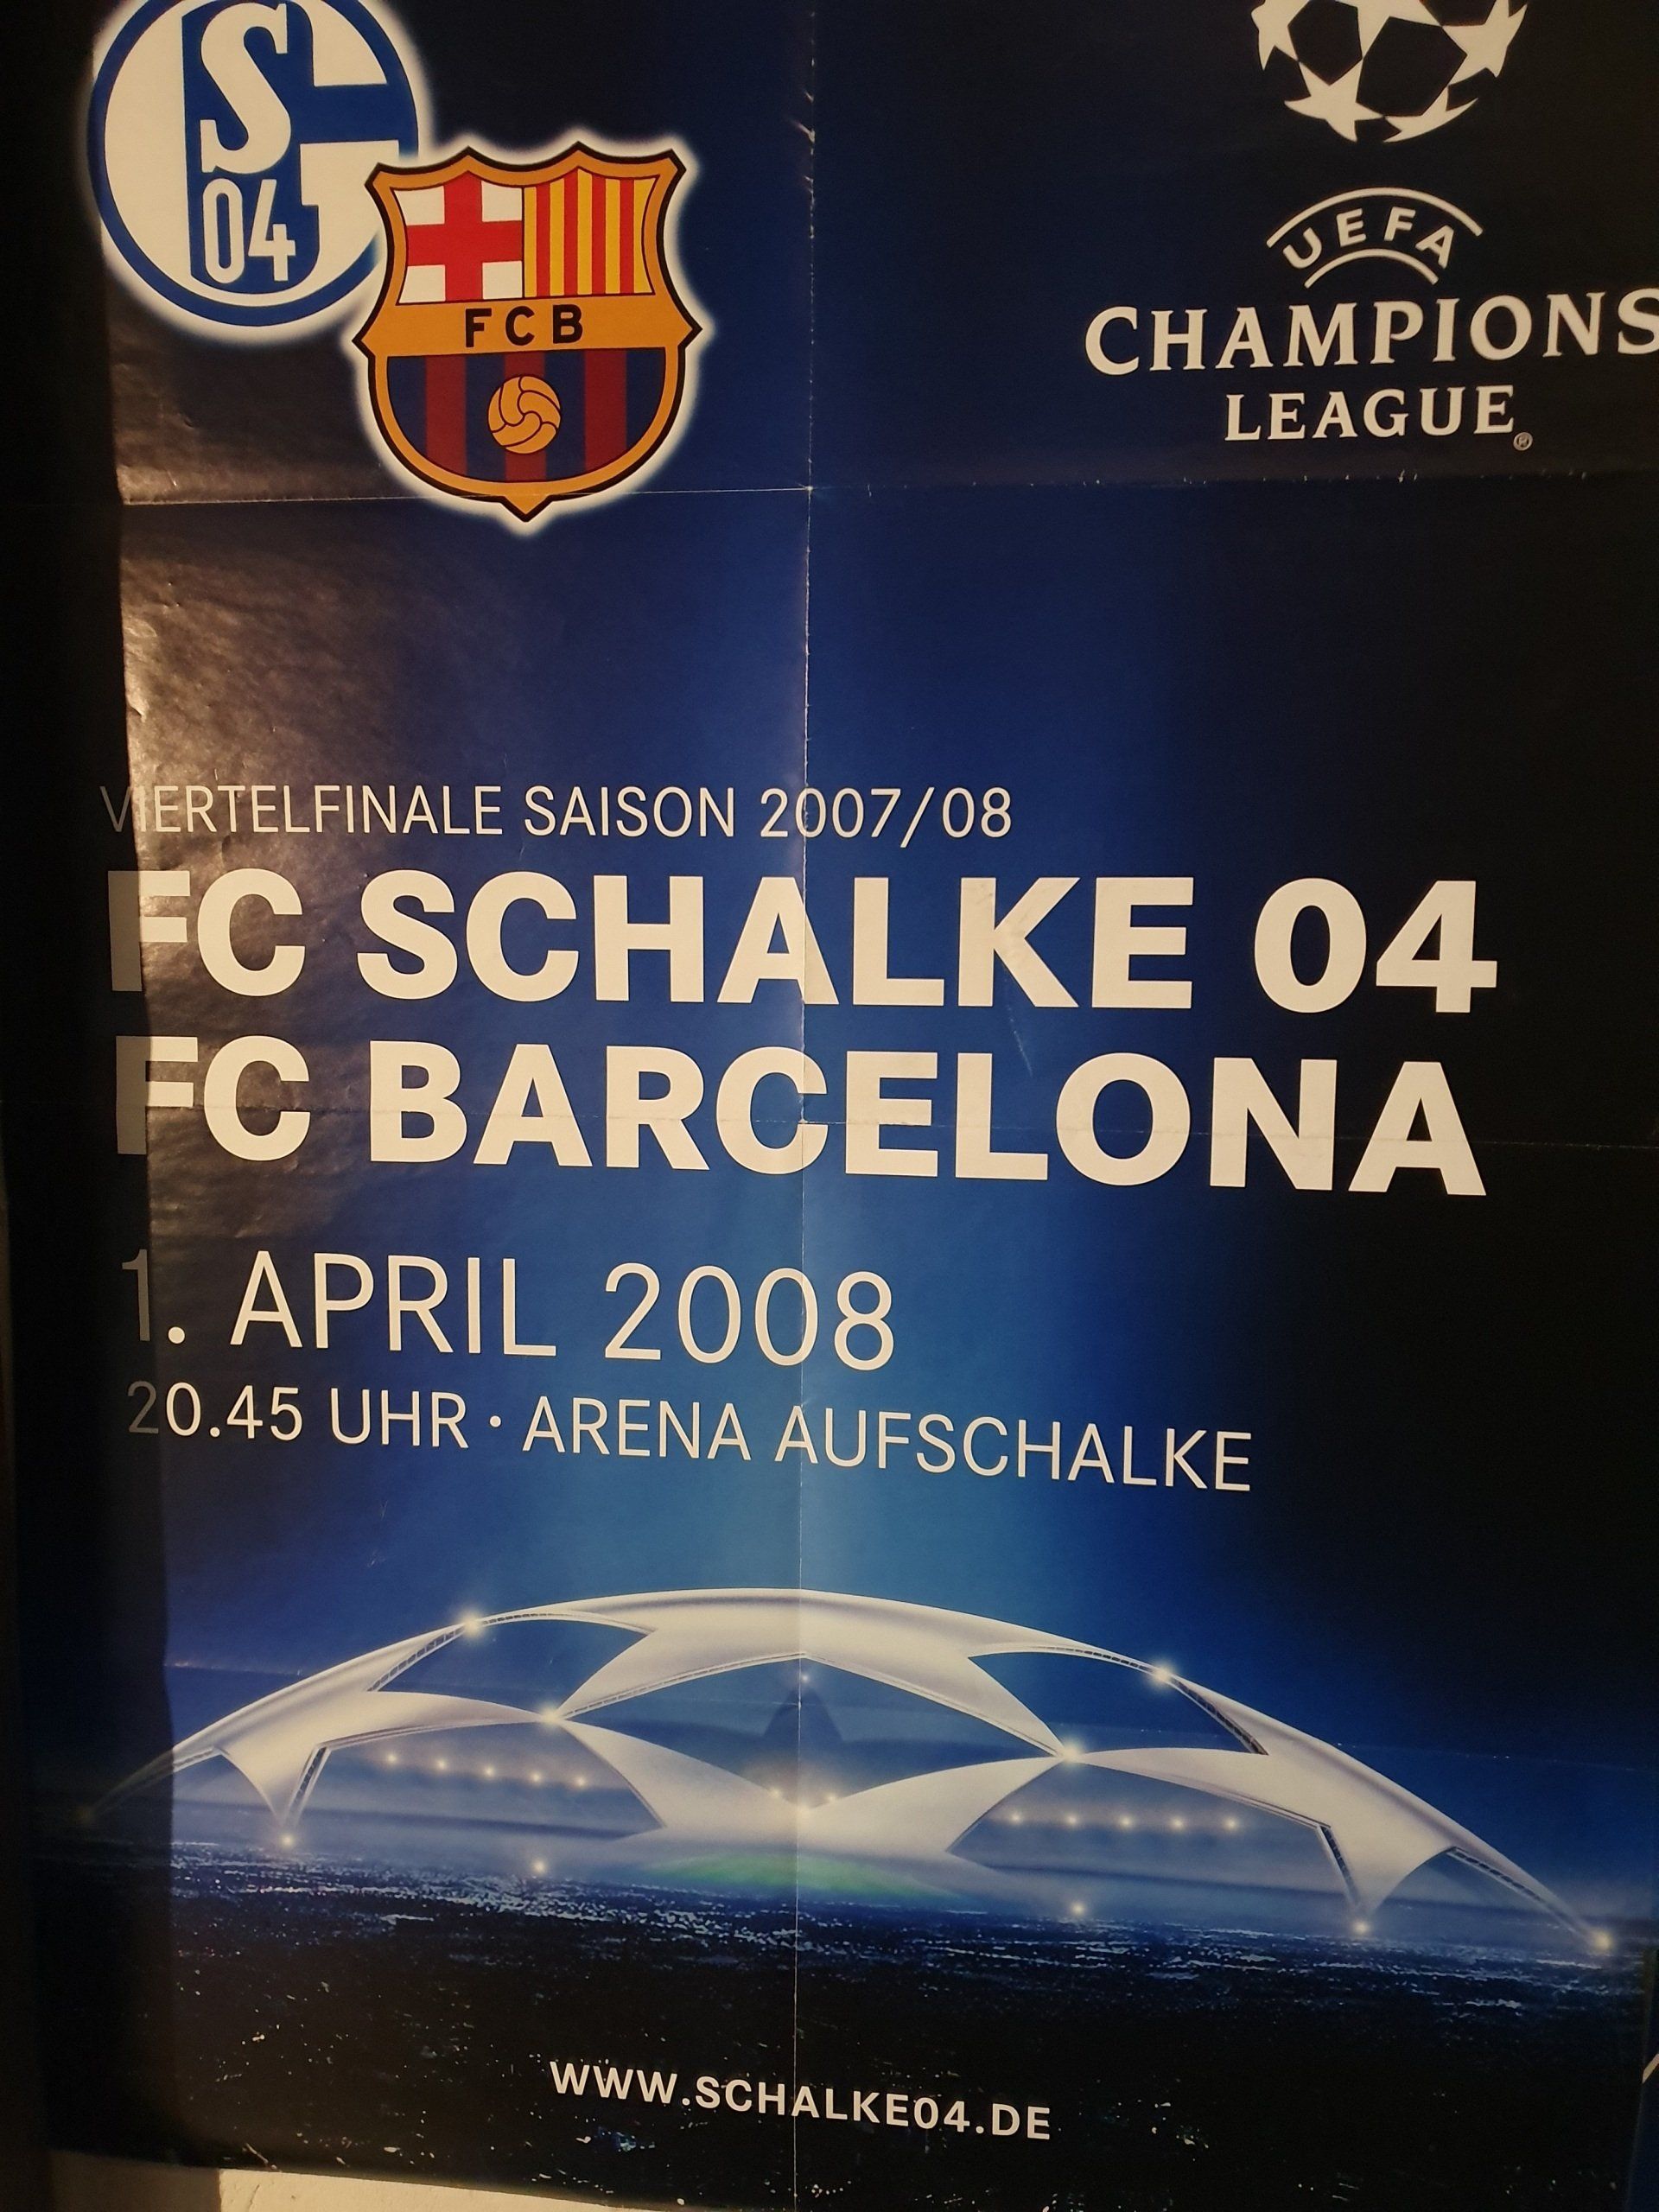 S
04
FCB
UEFA
CHAMPIONS
LEAGUE®
VIERTELFINALE SAISON 2007/08
FC SCHALKE 04
FC BARCELONA
1. APRIL 2008
20.45 UHR · ARENA AUFSCHALKE
WWW.SCHALKE04.DE